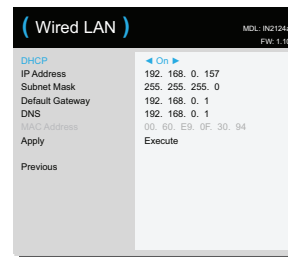 ( Wired LAN )
MDL: IN2124a
FW: 1.10
DHCP ◄ On ►
IP Address 192. 168. 0. 157
Subnet Mask 255. 255. 255. 0
Default Gateway 192. 168. 0. 1
DNS 192. 168. 0. 1
MAC Address 00. 60. E9. 0F. 30. 94
Apply Execute
Previous